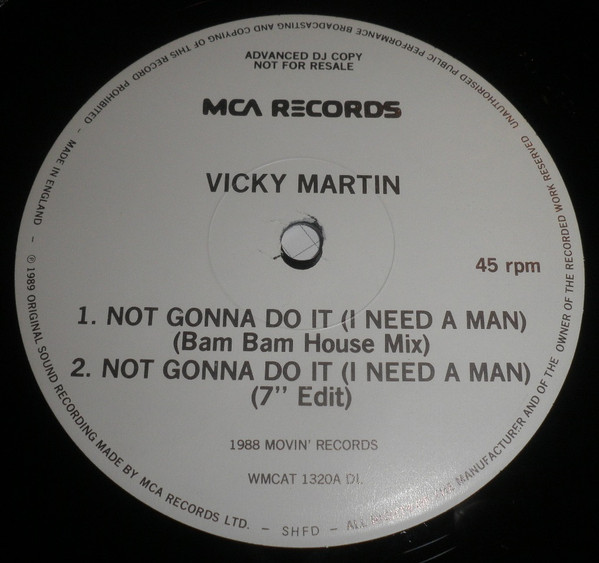 ADVANCED DJ COPY
NOT FOR RESALE
MCA RECORDS
VICKY MARTIN
45 rpm
1. NOT GONNA DO IT (I NEED A MAN)
(Bam Bam House Mix)
2. NOT GONNA DO IT (I NEED A MAN)
(7" Edit)
1988 MOVIN' RECORDS
WMCAT 1320A DJ.
℗ 1989 ORIGINAL SOUND RECORDING MADE BY MCA RECORDS LTD. – SHFD – ALL MANUFACTURER AND OF THE OWNER OF THE RECORDED WORK RESERVED UNAUTHORISED PUBLIC PERFORMANCE BROADCASTING AND COPYING OF THIS RECORD PROHIBITED – MADE IN ENGLAND –